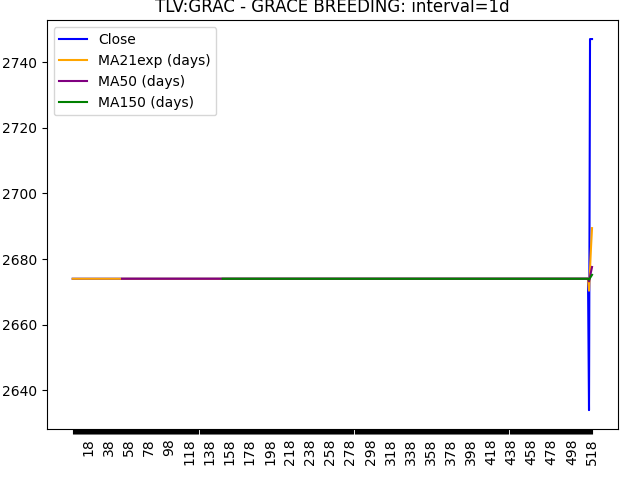 TLV:GRAC - GRACE BREEDING: interval=1d
Close
MA21exp (days)
MA50 (days)
MA150 (days)
2740
2720
2700
2680
2660
2640
18 38 58 78 98 118 138 158 178 198 218 238 258 278 298 318 338 358 378 398 418 438 458 478 498 518